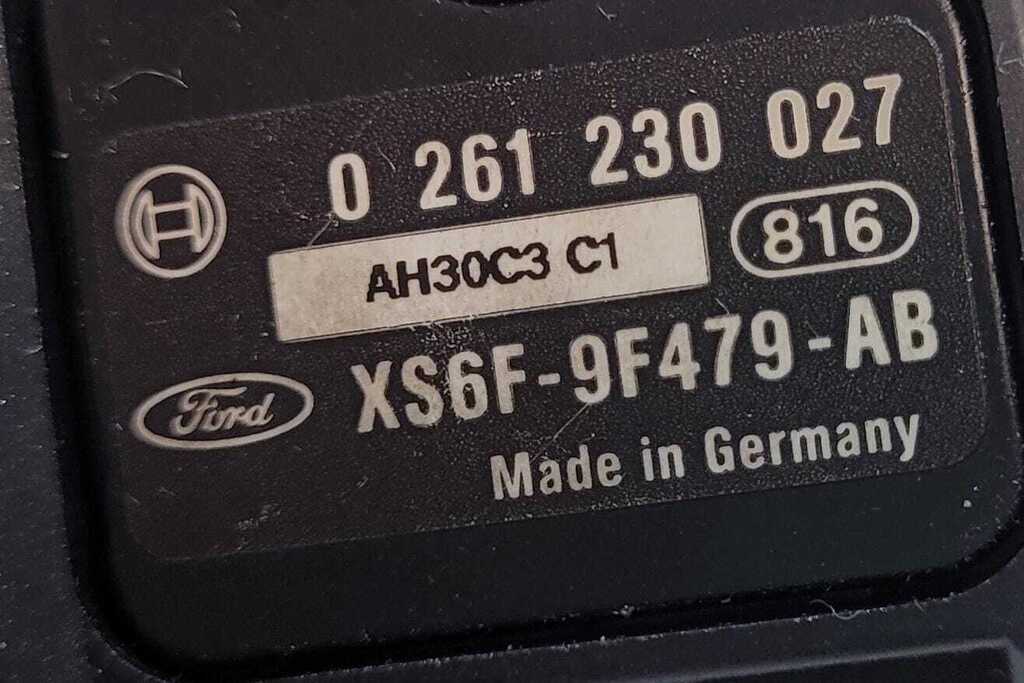 0 261 230 027
AH30C3 C1
816
XS6F-9F479-AB
Ford
Made in Germany